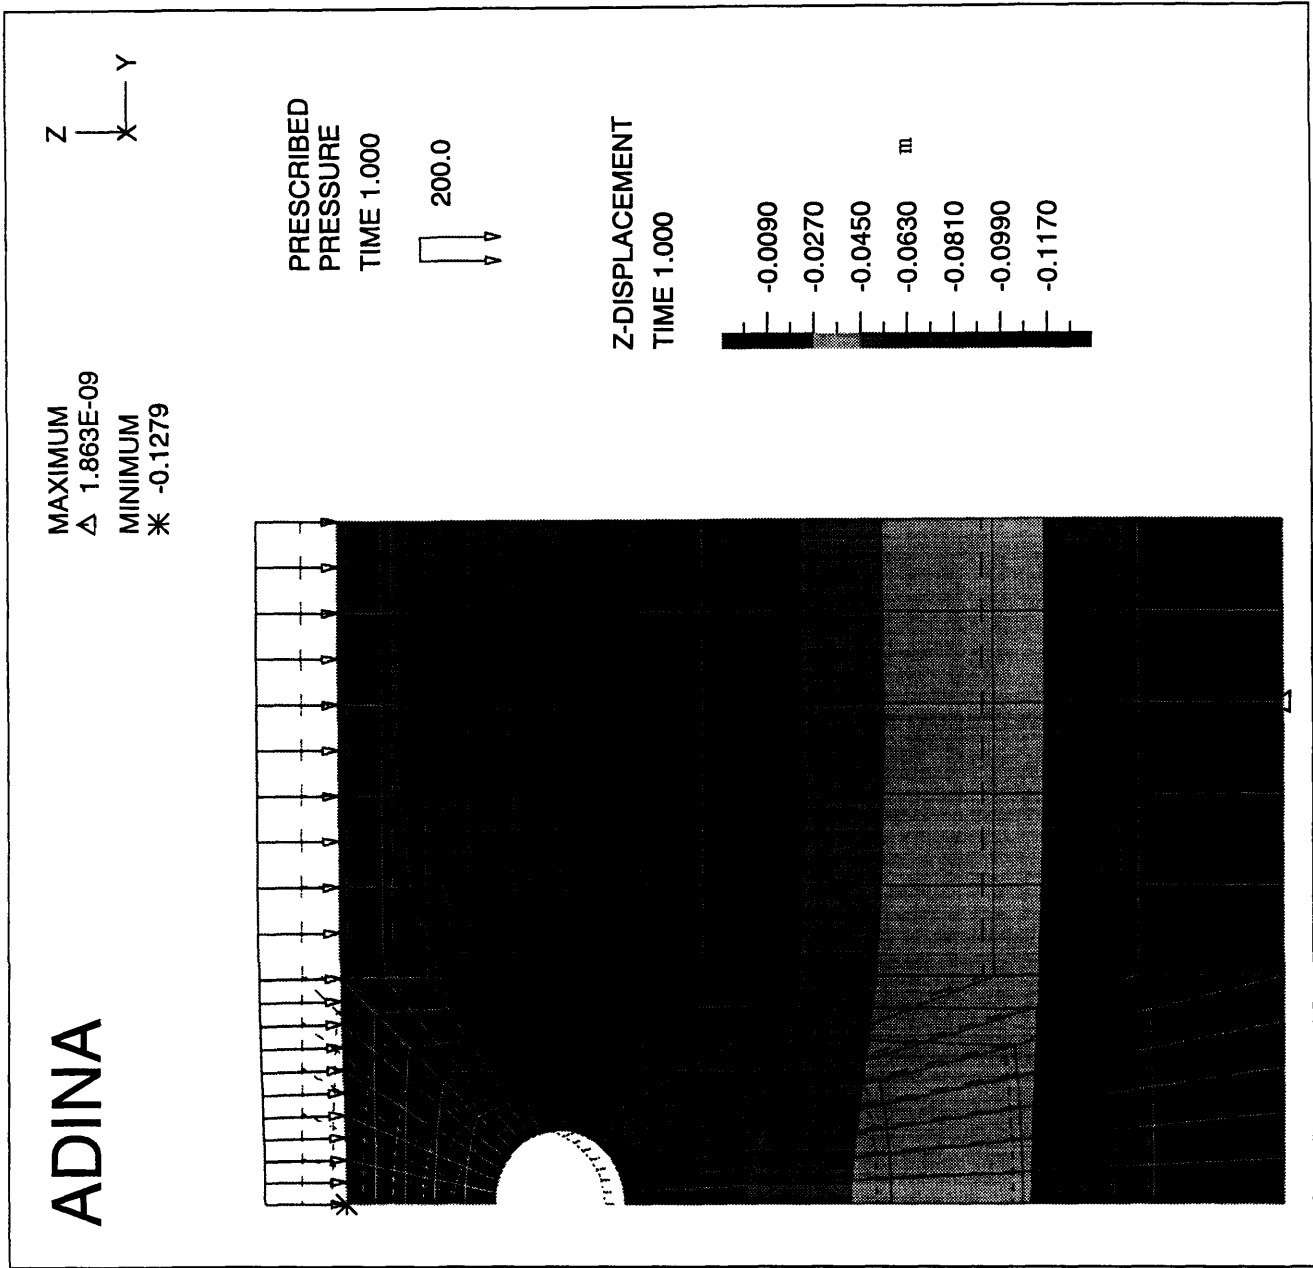 ADINA
MAXIMUM
△ 1.863E-09
MINIMUM
✳ -0.1279
Z
X
Y
PRESCRIBED
PRESSURE
TIME 1.000
200.0
Z-DISPLACEMENT
TIME 1.000
m
-0.0090
-0.0270
-0.0450
-0.0630
-0.0810
-0.0990
-0.1170